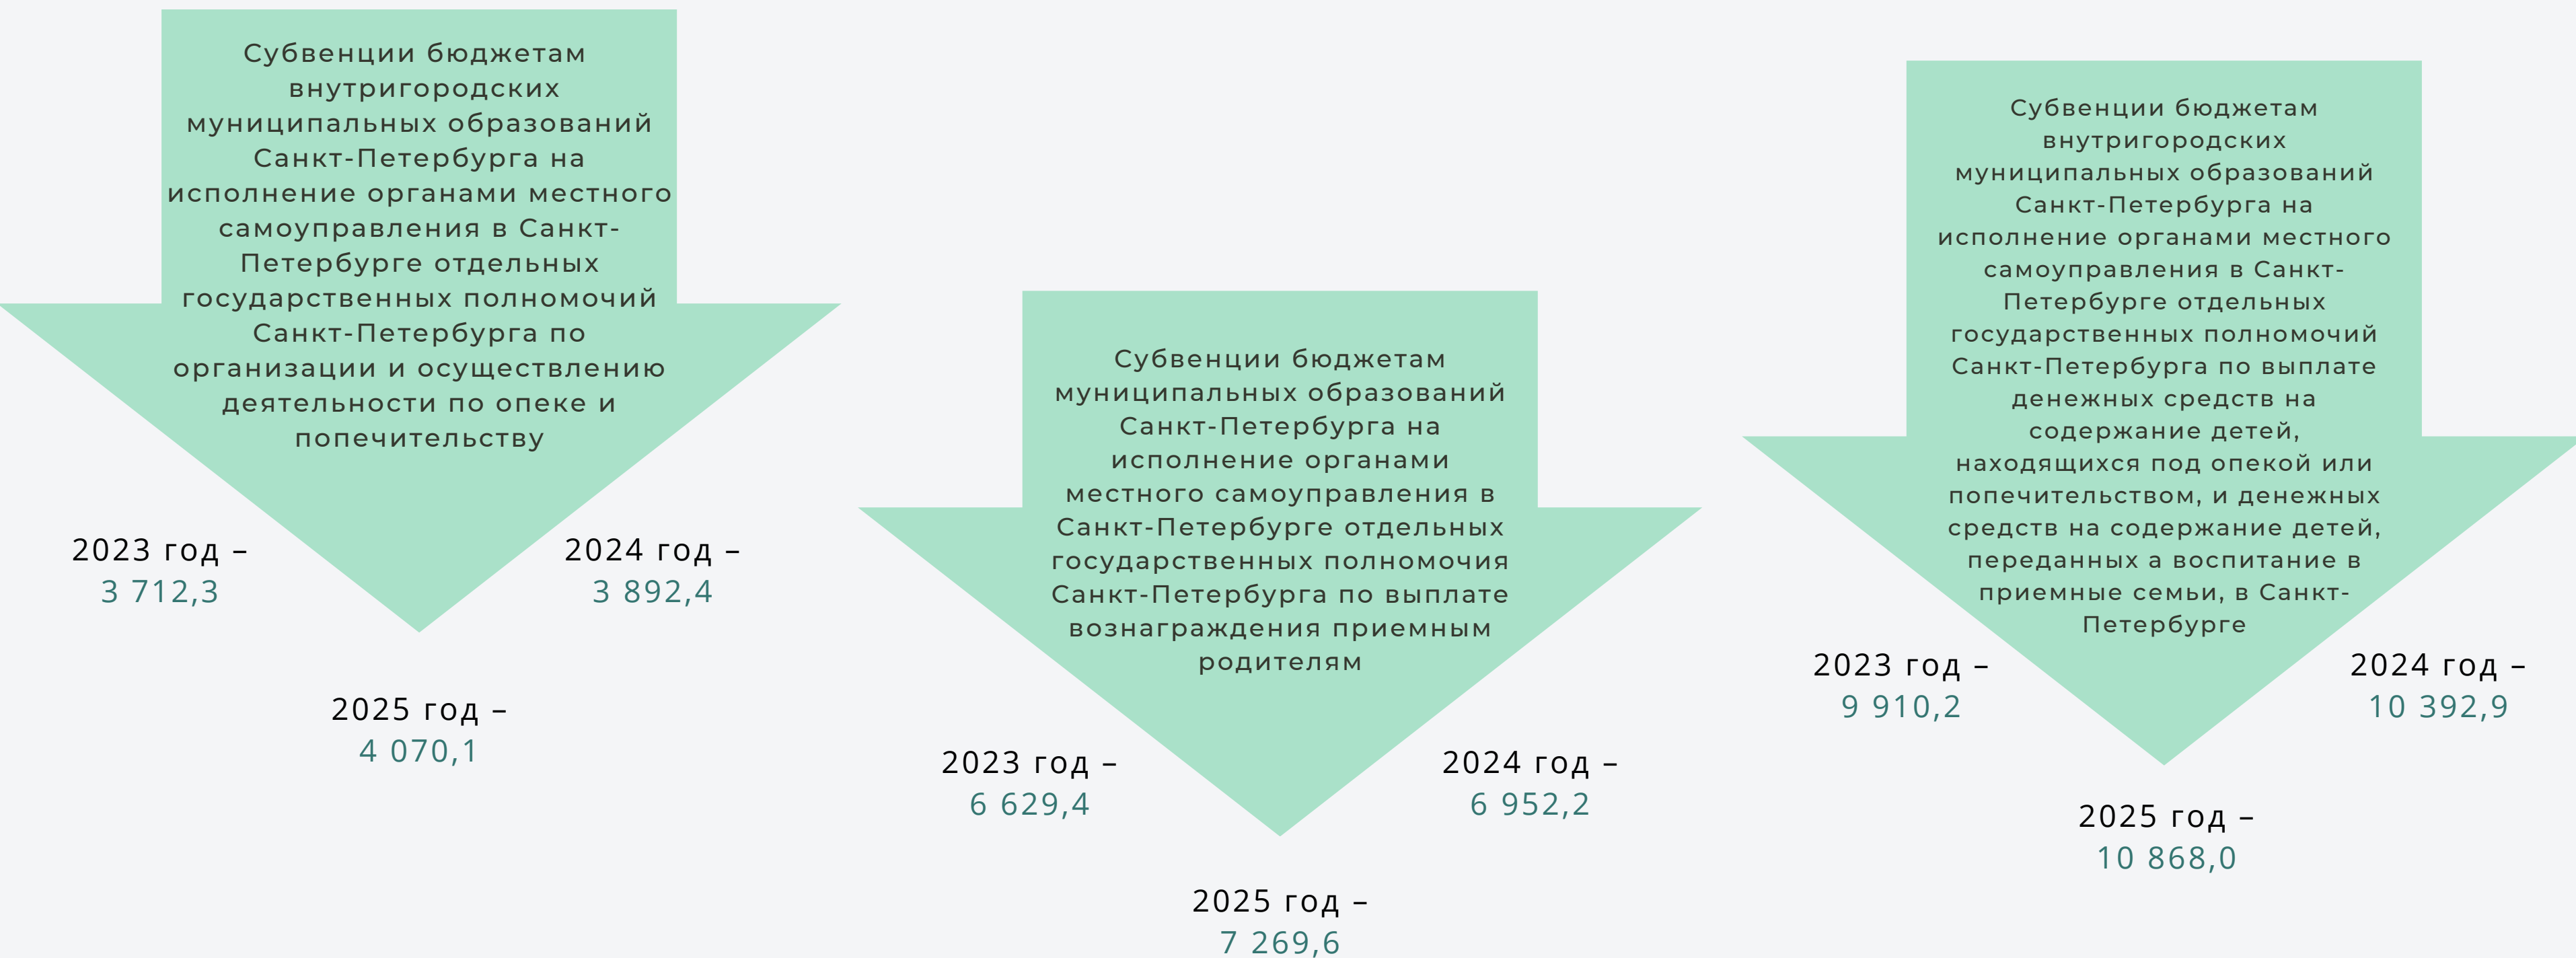 Субвенции бюджетам
внутригородских
муниципальных образований
Санкт-Петербурга на
исполнение органами местного
самоуправления в Санкт-
Петербурге отдельных
государственных полномочий
Санкт-Петербурга по
организации и осуществлению
деятельности по опеке и
попечительству
2023 год –
3 712,3
2024 год –
3 892,4
2025 год –
4 070,1
Субвенции бюджетам
муниципальных образований
Санкт-Петербурга на
исполнение органами
местного самоуправления в
Санкт-Петербурге отдельных
государственных полномочия
Санкт-Петербурга по выплате
вознаграждения приемным
родителям
2023 год –
6 629,4
2024 год –
6 952,2
2025 год –
7 269,6
Субвенции бюджетам
внутригородских
муниципальных образований
Санкт-Петербурга на
исполнение органами местного
самоуправления в Санкт-
Петербурге отдельных
государственных полномочий
Санкт-Петербурга по выплате
денежных средств на
содержание детей,
находящихся под опекой или
попечительством, и денежных
средств на содержание детей,
переданных а воспитание в
приемные семьи, в Санкт-
Петербурге
2023 год –
9 910,2
2024 год –
10 392,9
2025 год –
10 868,0